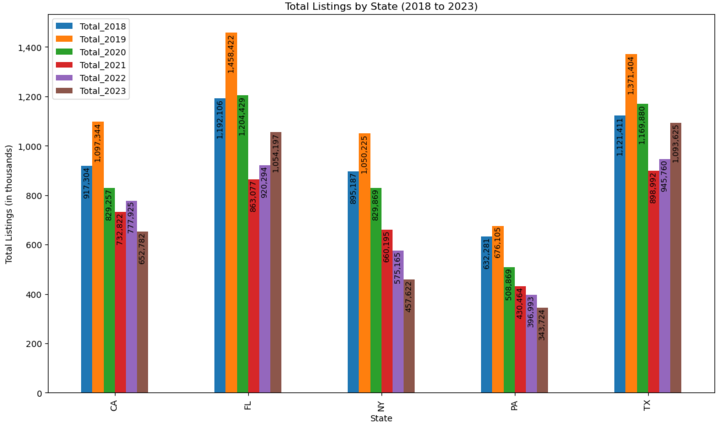 Total Listings by State (2018 to 2023)
Total_2018
Total_2019
Total_2020
Total_2021
Total_2022
Total_2023
Total Listings (in thousands)
1,400
1,200
1,000
800
600
400
200
0
917,304
1,097,344
829,257
732,822
777,925
652,782
1,192,106
1,458,422
1,204,429
863,077
920,294
1,054,197
895,187
1,050,225
829,869
660,195
575,165
457,622
632,281
676,105
508,869
430,464
396,993
343,724
1,121,411
1,371,404
1,169,880
898,992
945,760
1,093,625
CA
FL
NY
PA
TX
State